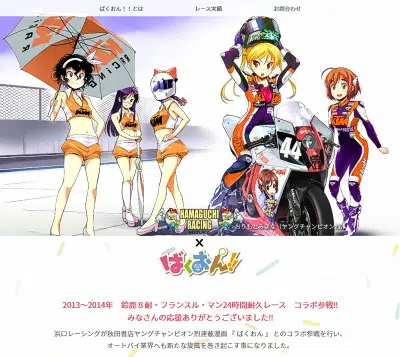 ばくおん！！とは
レース実績
お問合わせ
KTM
RACING
KTM
KTM
KTM
KTM
44
HAMAGUCHI
RACING
×
ばくおん!!
2013～2014年　鈴鹿８耐・フランスル・マン24時間耐久レース　コラボ参戦!!
みなさんの応援ありがとうございました!!
浜口レーシングが秋田書店ヤングチャンピオン烈連載漫画『 ばくおん 』 とのコラボ参戦を行い、
オートバイ業界へも新たな旋風を巻き起こす事になりました。